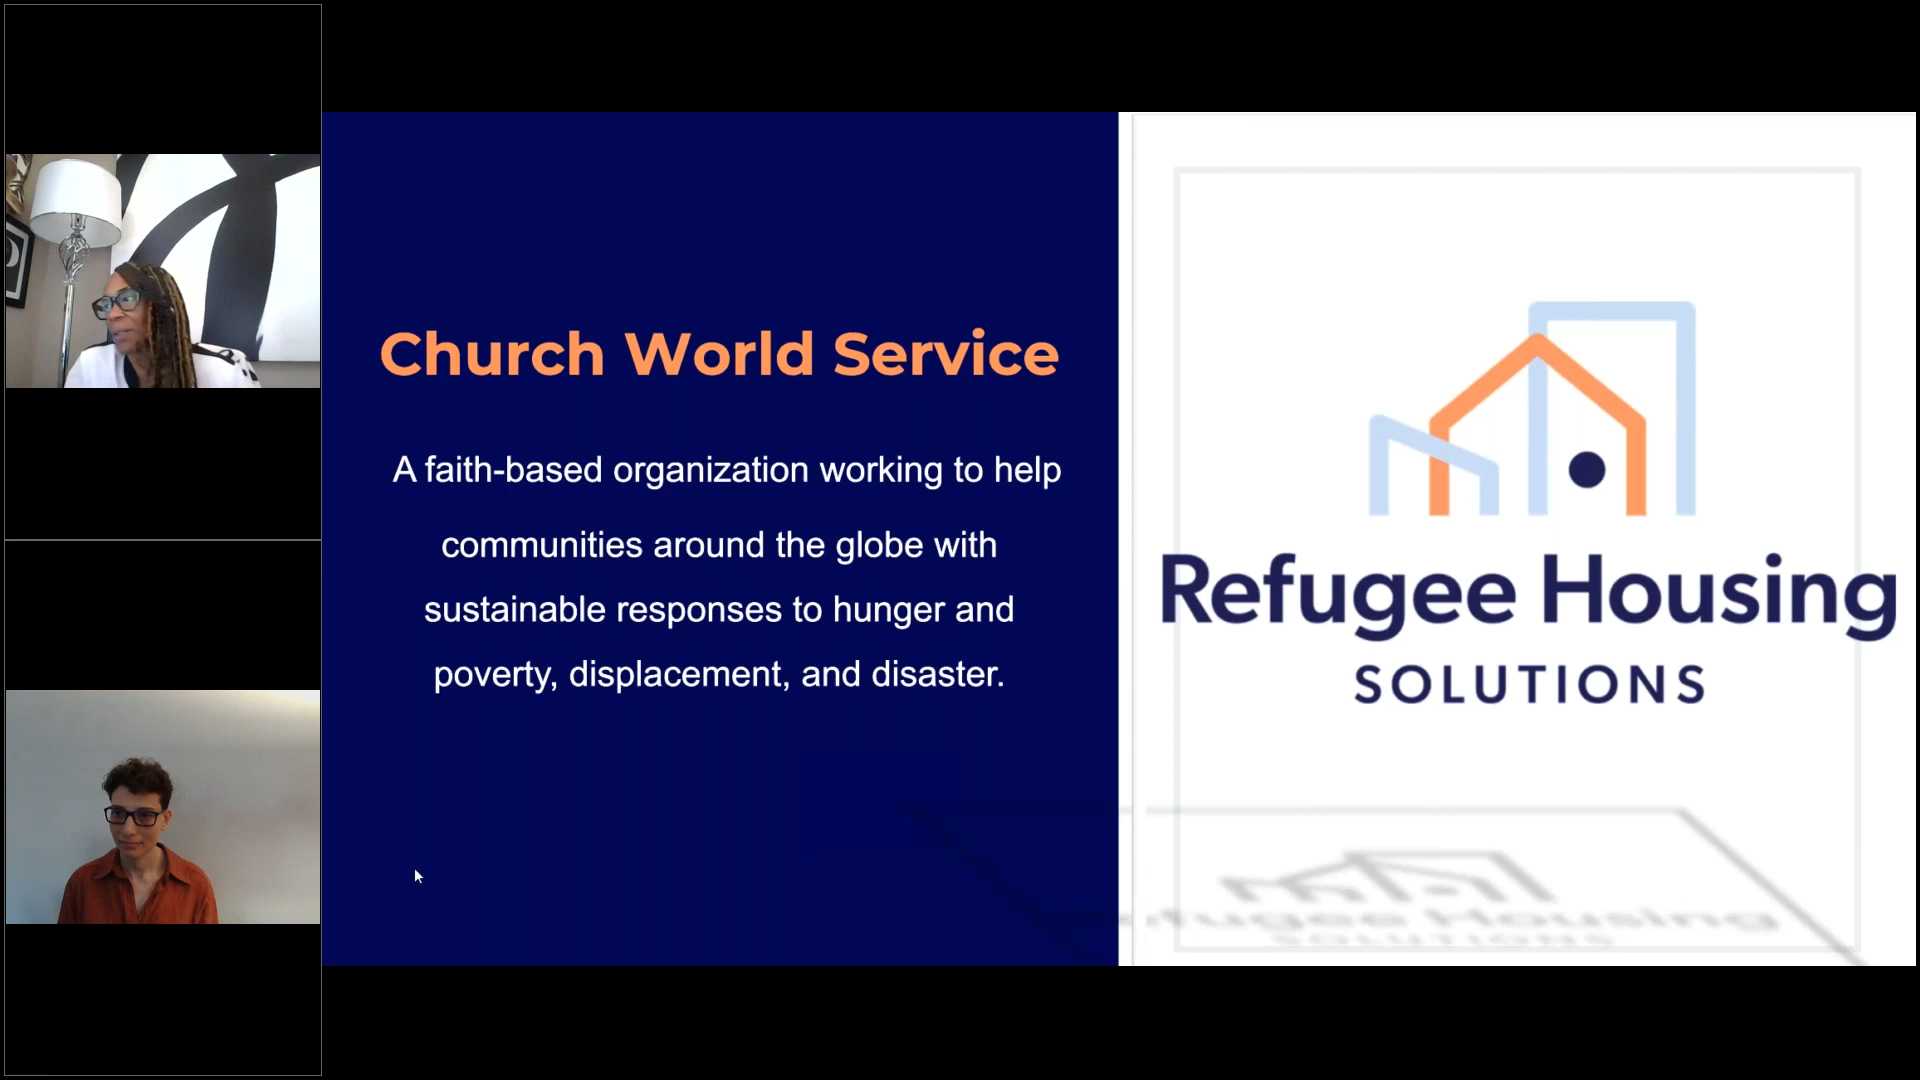 Church World Service
A faith-based organization working to help
communities around the globe with
sustainable responses to hunger and
poverty, displacement, and disaster.
Refugee Housing
SOLUTIONS